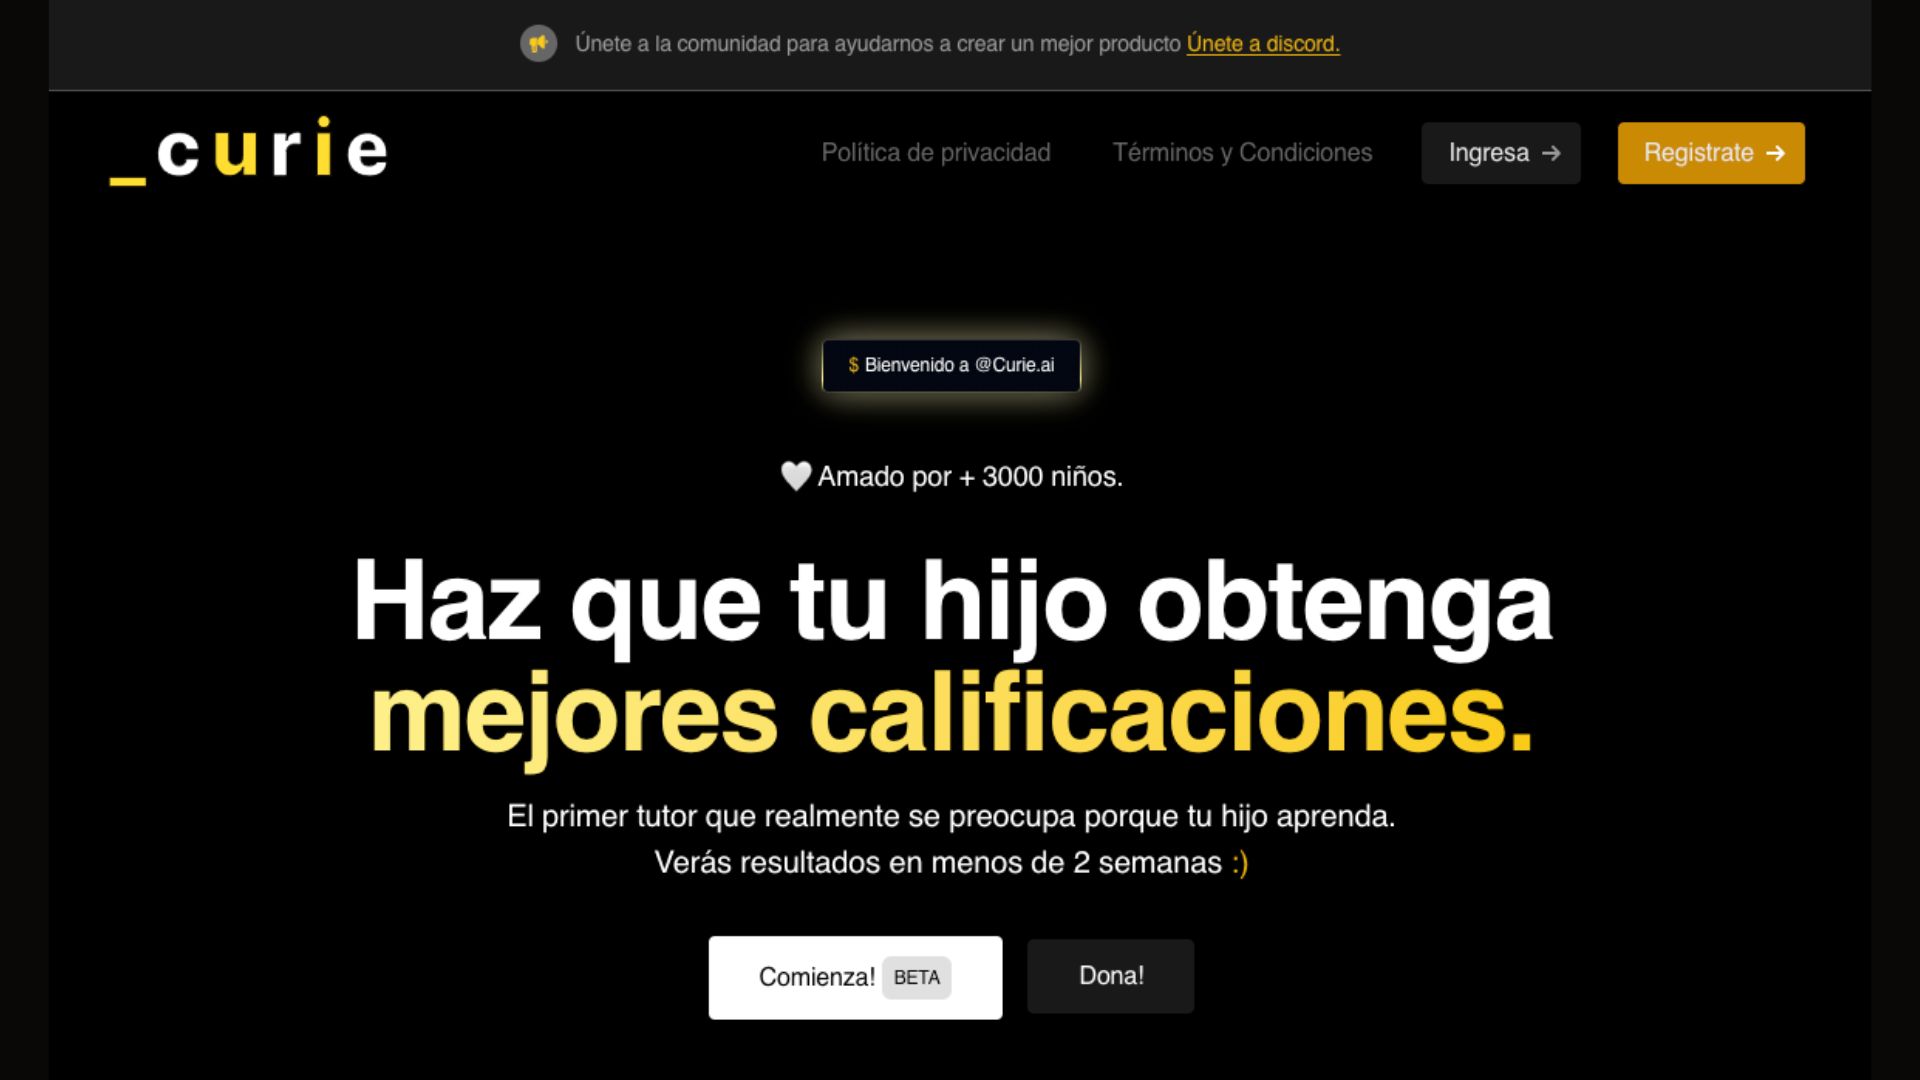 Únete a la comunidad para ayudarnos a crear un mejor producto Únete a discord.
_curie
Política de privacidad
Términos y Condiciones
Ingresa →
Registrate →
$ Bienvenido a @Curie.ai
🤍 Amado por + 3000 niños.
Haz que tu hijo obtenga
mejores calificaciones.
El primer tutor que realmente se preocupa porque tu hijo aprenda.
Verás resultados en menos de 2 semanas :)
Comienza! BETA
Dona!